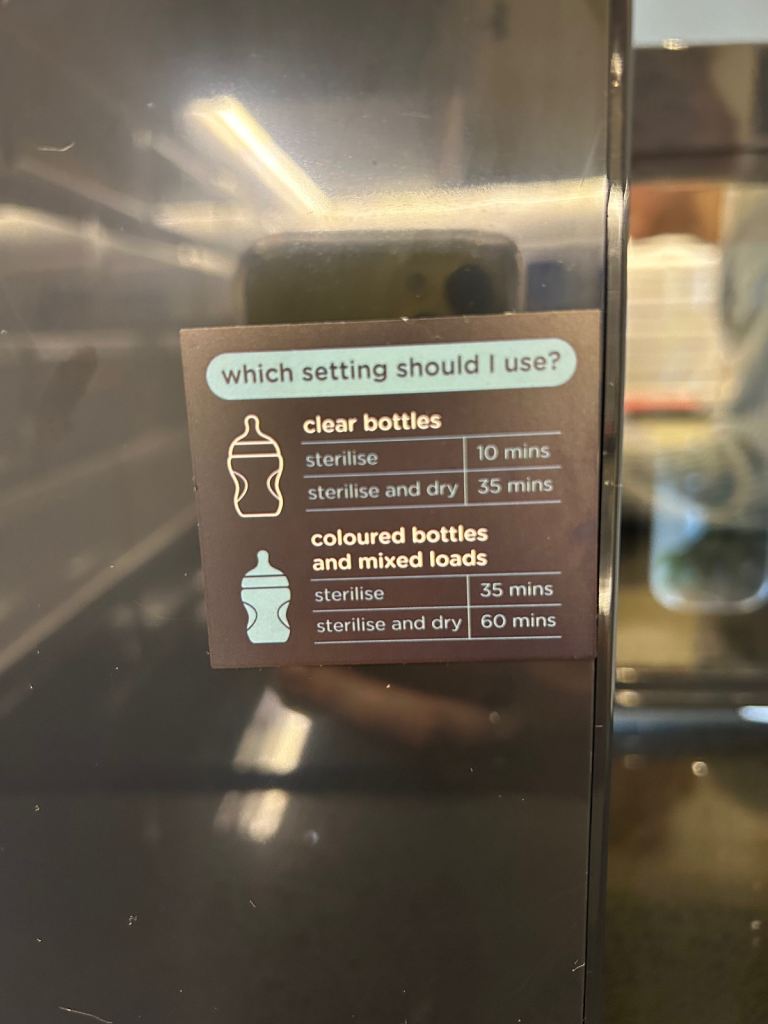 which setting should I use?
clear bottles
sterilise 10 mins
sterilise and dry 35 mins
coloured bottles
and mixed loads
sterilise 35 mins
sterilise and dry 60 mins